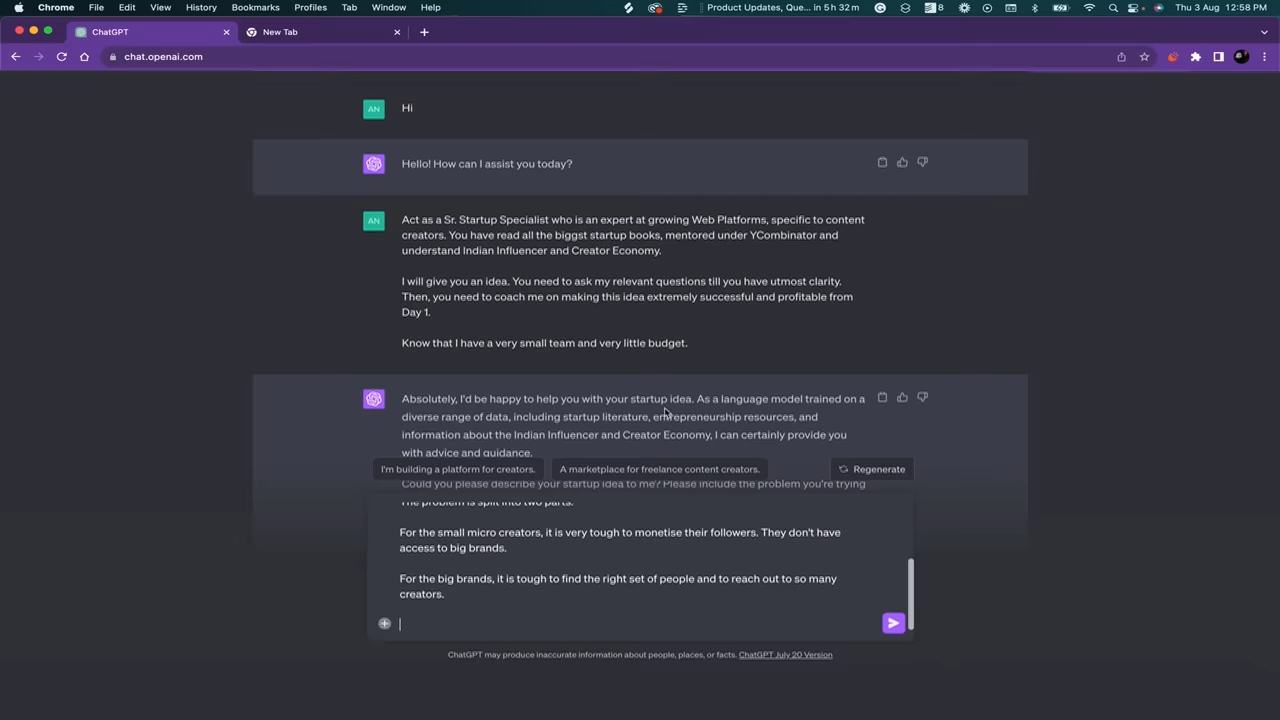 Chrome File Edit View History Bookmarks Profiles Tab Window Help Product Updates, Que... in 5 h 32 m 8 Thu 3 Aug 12:58 PM
ChatGPT New Tab
chat.openai.com
AN Hi
Hello! How can I assist you today?
AN Act as a Sr. Startup Specialist who is an expert at growing Web Platforms, specific to content
creators. You have read all the biggst startup books, mentored under YCombinator and
understand Indian Influencer and Creator Economy.
I will give you an idea. You need to ask my relevant questions till you have utmost clarity.
Then, you need to coach me on making this idea extremely successful and profitable from
Day 1.
Know that I have a very small team and very little budget.
Absolutely, I'd be happy to help you with your startup idea. As a language model trained on a
diverse range of data, including startup literature, entrepreneurship resources, and
information about the Indian Influencer and Creator Economy, I can certainly provide you
with advice and guidance.
I'm building a platform for creators. A marketplace for freelance content creators. Regenerate
Could you please describe your startup idea to me? Please include the problem you're trying
The problem is split into two parts.
For the small micro creators, it is very tough to monetise their followers. They don't have
access to big brands.
For the big brands, it is tough to find the right set of people and to reach out to so many
creators.
ChatGPT may produce inaccurate information about people, places, or facts. ChatGPT July 20 Version